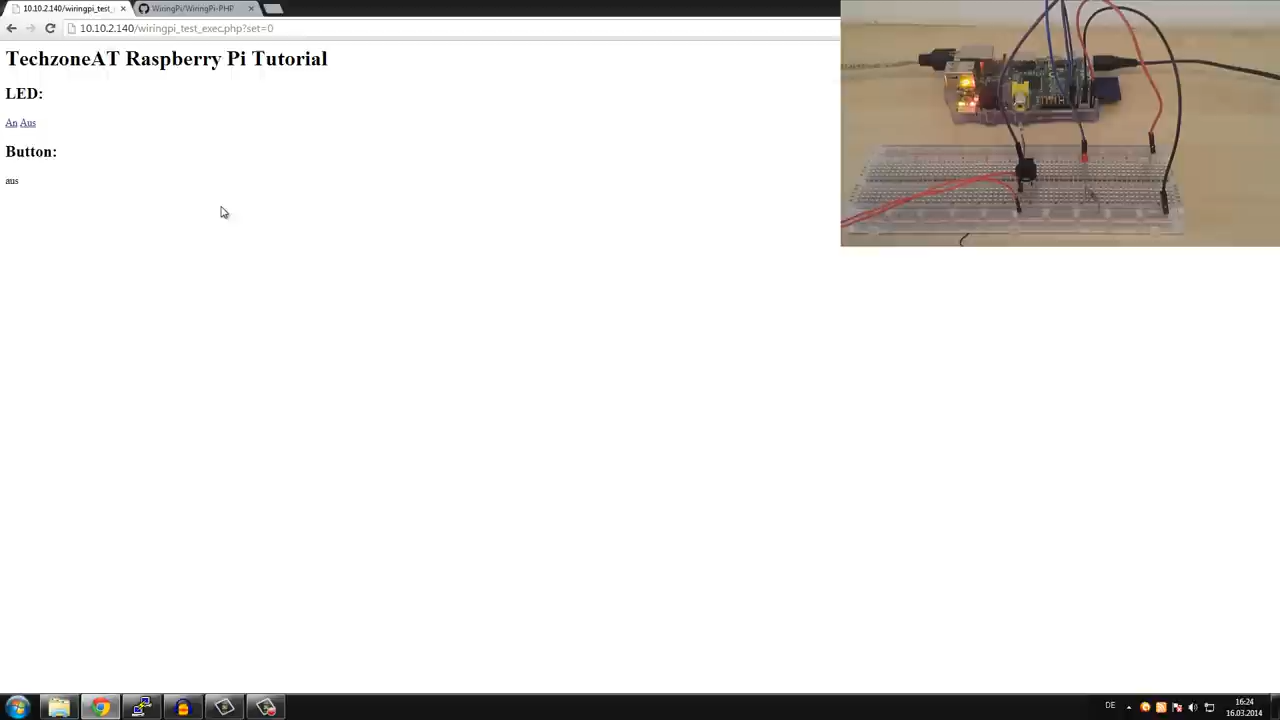 10.10.2.140/wiringpi_test_
WiringPi/WiringPi-PHP
10.10.2.140/wiringpi_test_exec.php?set=0
TechzoneAT Raspberry Pi Tutorial
LED:
An Aus
Button:
aus
DE
16:24
16.03.2014